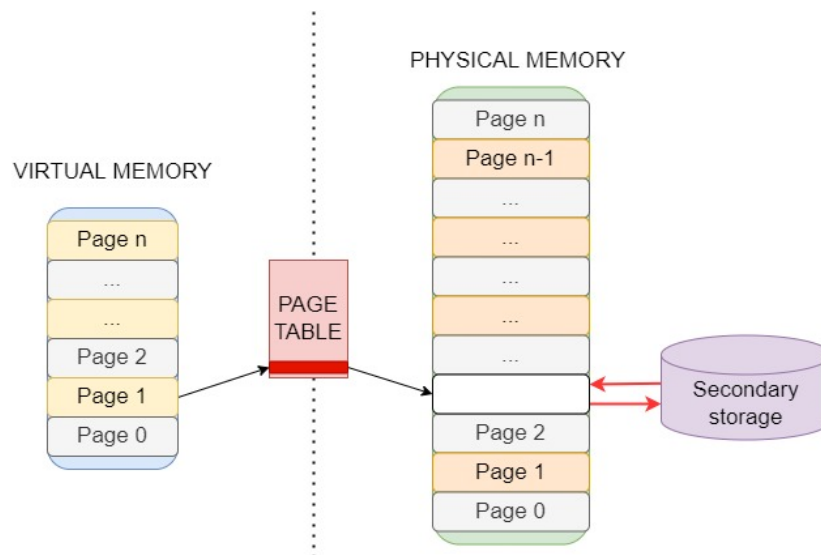 VIRTUAL MEMORY
Page n
...
...
Page 2
Page 1
Page 0
PAGE
TABLE
PHYSICAL MEMORY
Page n
Page n-1
...
...
...
...
...
Page 2
Page 1
Page 0
Secondary
storage